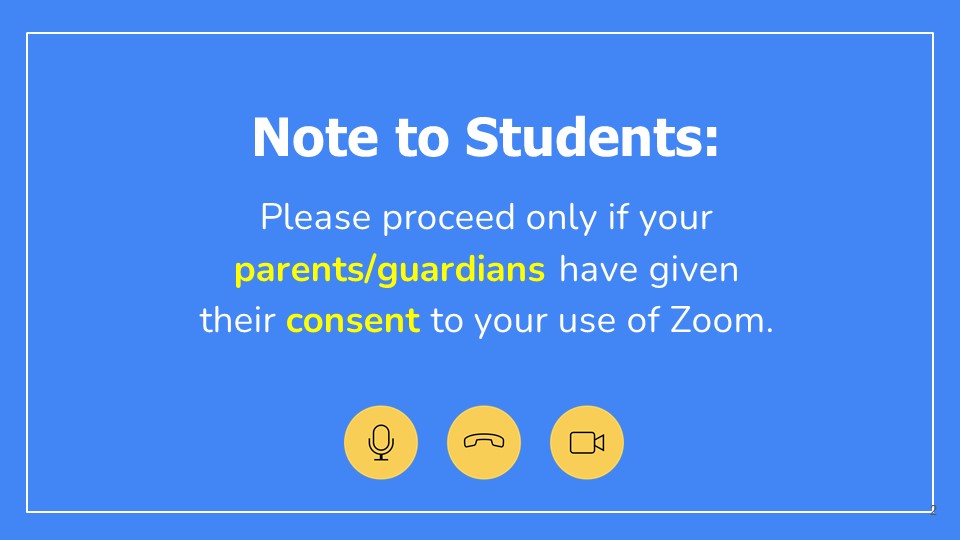 Note to Students:
Please proceed only if your
parents/guardians have given
their consent to your use of Zoom.
2